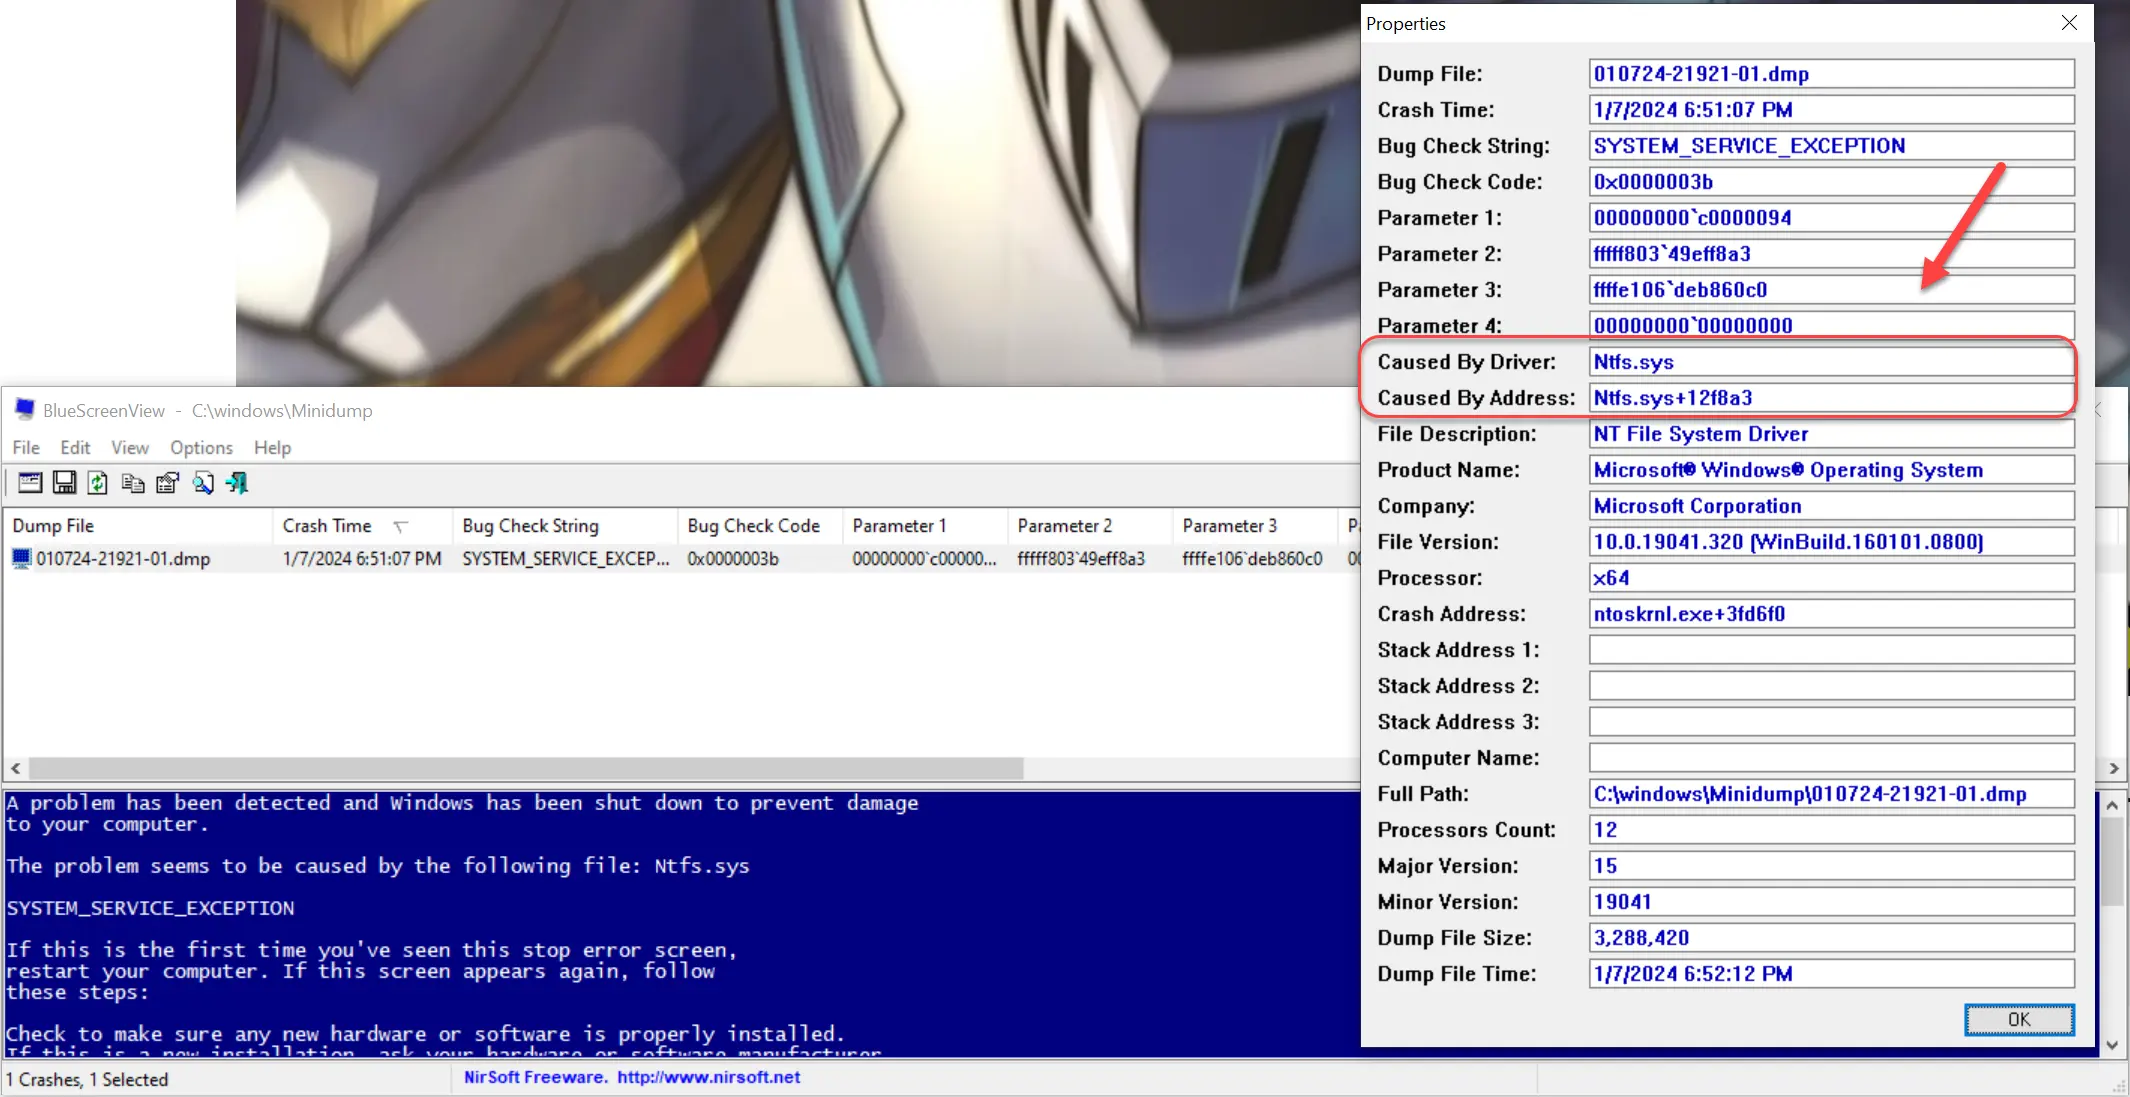 Properties
Dump File: 010724-21921-01.dmp
Crash Time: 1/7/2024 6:51:07 PM
Bug Check String: SYSTEM_SERVICE_EXCEPTION
Bug Check Code: 0x0000003b
Parameter 1: 00000000`c0000094
Parameter 2: fffff803`49eff8a3
Parameter 3: ffffe106`deb860c0
Parameter 4: 00000000`00000000
Caused By Driver: Ntfs.sys
Caused By Address: Ntfs.sys+12f8a3
File Description: NT File System Driver
Product Name: Microsoft® Windows® Operating System
Company: Microsoft Corporation
File Version: 10.0.19041.320 (WinBuild.160101.0800)
Processor: x64
Crash Address: ntoskrnl.exe+3fd6f0
Stack Address 1:
Stack Address 2:
Stack Address 3:
Computer Name:
Full Path: C:\windows\Minidump\010724-21921-01.dmp
Processors Count: 12
Major Version: 15
Minor Version: 19041
Dump File Size: 3,288,420
Dump File Time: 1/7/2024 6:52:12 PM
OK
BlueScreenView - C:\windows\Minidump
File Edit View Options Help
Dump File Crash Time Bug Check String Bug Check Code Parameter 1 Parameter 2 Parameter 3
010724-21921-01.dmp 1/7/2024 6:51:07 PM SYSTEM_SERVICE_EXCEP... 0x0000003b 00000000`c00000... fffff803`49eff8a3 ffffe106`deb860c0
A problem has been detected and Windows has been shut down to prevent damage
to your computer.
The problem seems to be caused by the following file: Ntfs.sys
SYSTEM_SERVICE_EXCEPTION
If this is the first time you've seen this stop error screen,
restart your computer. If this screen appears again, follow
these steps:
Check to make sure any new hardware or software is properly installed.
If this is a new installation, ask your hardware or software manufacturer
1 Crashes, 1 Selected
NirSoft Freeware. http://www.nirsoft.net